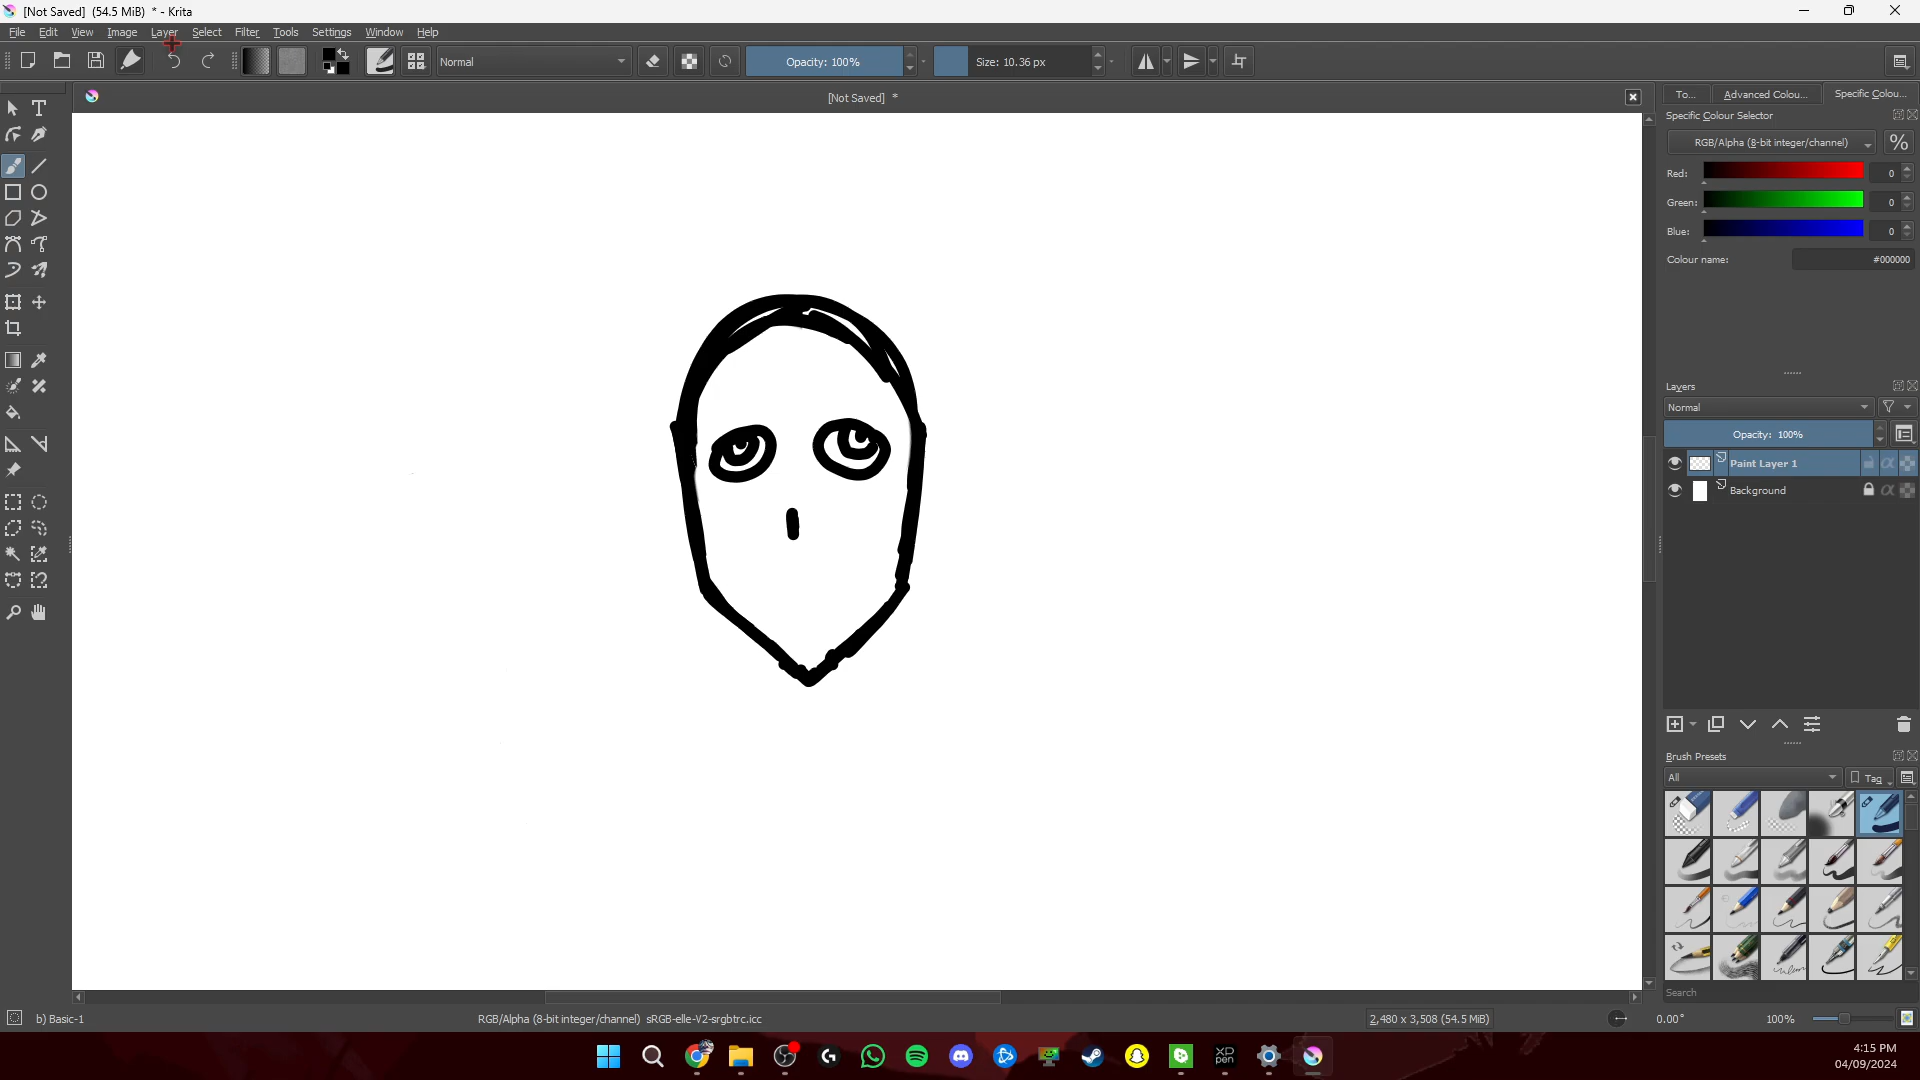 [Not Saved]  (54.5 MiB)  * - Krita
File Edit View Image Layer Select Filter Tools Settings Window Help
Normal
Opacity: 100%
Size: 10.36 px
[Not Saved]  *
To... Advanced Colou... Specific Colou...
Specific Colour Selector
RGB/Alpha (8-bit integer/channel) %
Red: 0
Green: 0
Blue: 0
Colour name: #000000
Layers
Normal
Opacity: 100%
Paint Layer 1
Background
Brush Presets
All Tag
Search
b) Basic-1 RGB/Alpha (8-bit integer/channel)  sRGB-elle-V2-srgbtrc.icc 2,480 x 3,508 (54.5 MiB) 0.00° 100%
XP
pen
4:15 PM
04/09/2024